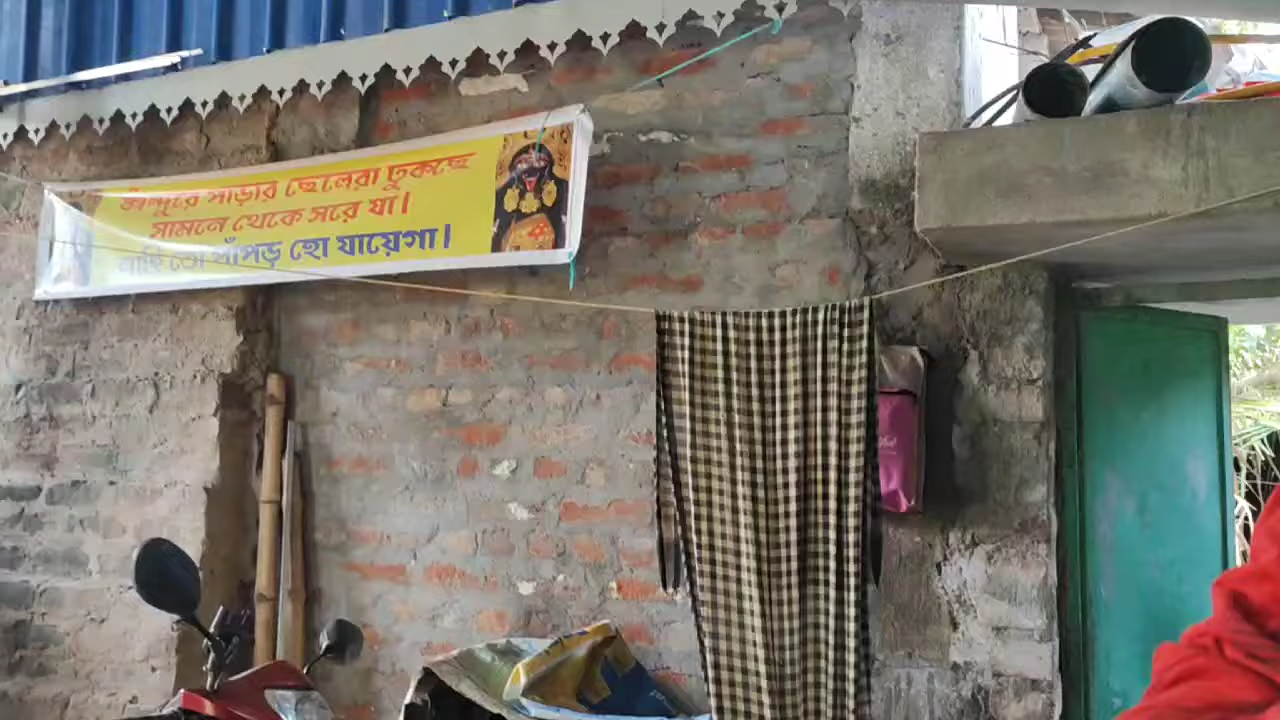 পাড়ার ছেলেরা ঢুকছে
সামনে থেকে সরে যা।
তো পাঁপড় হো যায়েগা।